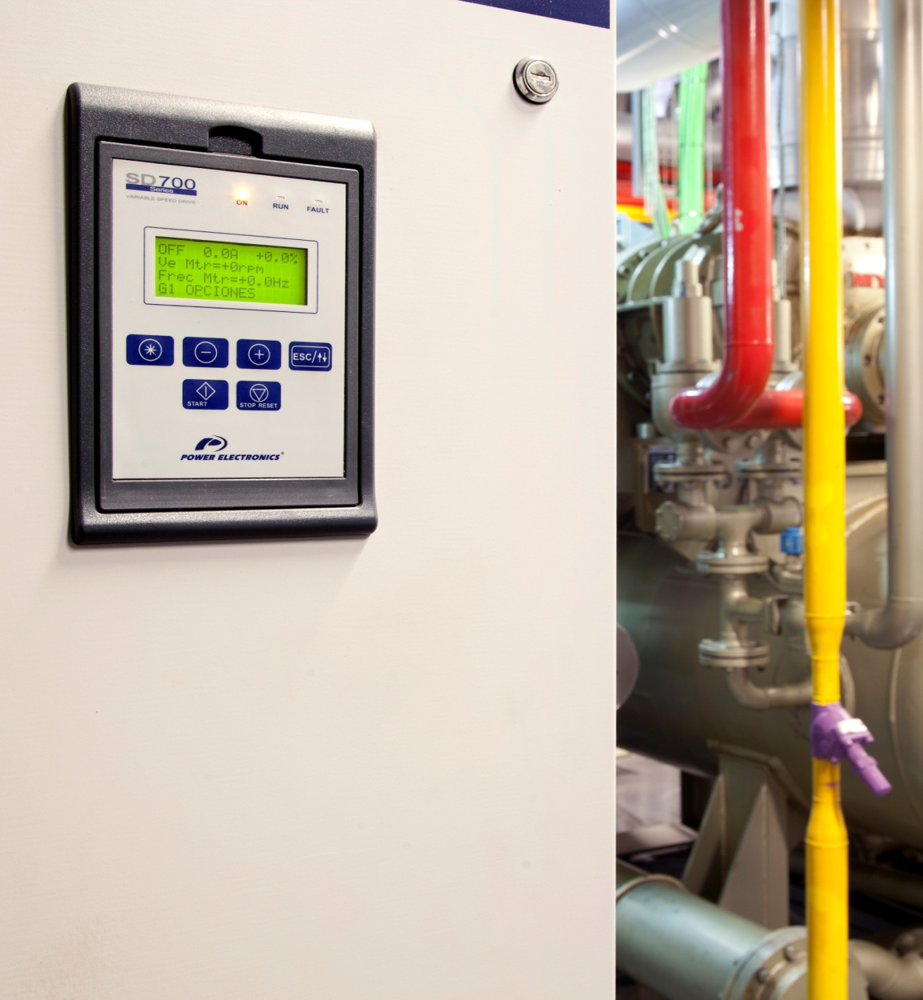 SD700
Series
VARIABLE SPEED DRIVE
ON RUN FAULT
OFF 0.0A +0.0%
Ve Mtr=+0rpm
Frec Mtr=+0.0Hz
G1 OPCIONES
ESC/
START STOP RESET
POWER ELECTRONICS®